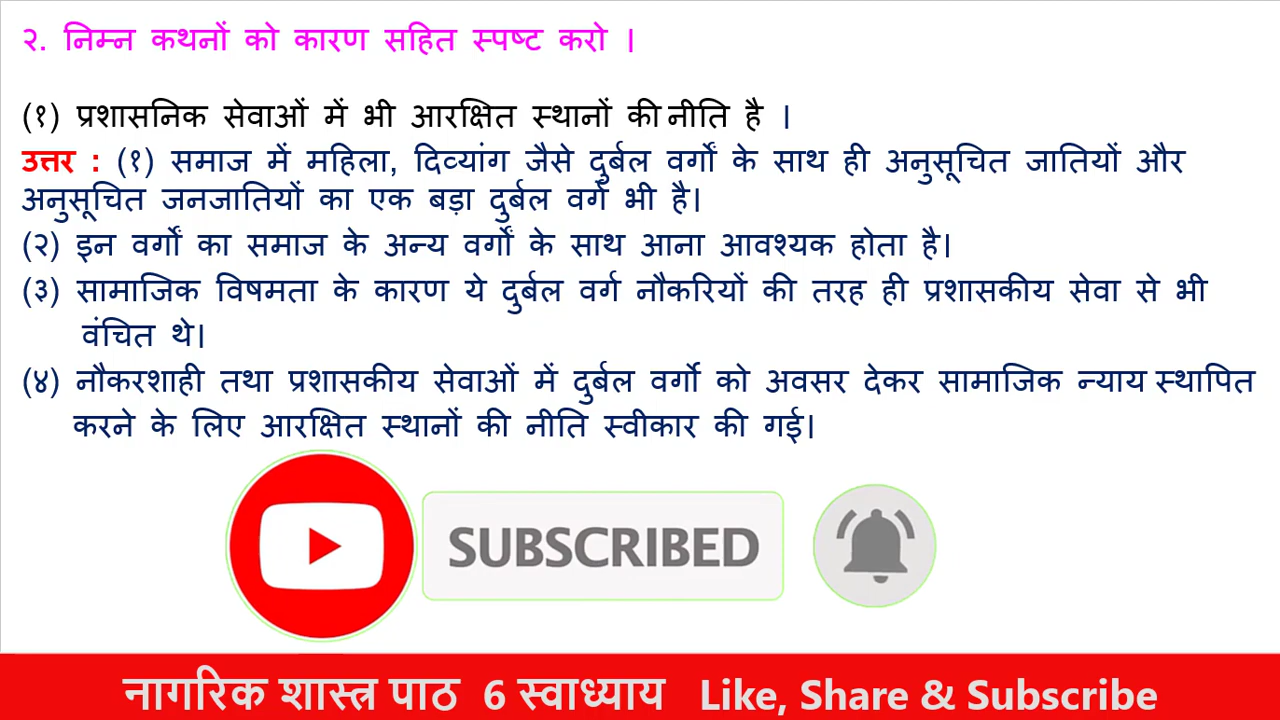 २. निम्न कथनों को कारण सहित स्पष्ट करो ।
(१) प्रशासनिक सेवाओं में भी आरक्षित स्थानों की नीति है ।
उत्तर : (१) समाज में महिला, दिव्यांग जैसे दुर्बल वर्गों के साथ ही अनुसूचित जातियों और
अनुसूचित जनजातियों का एक बड़ा दुर्बल वर्ग भी है।
(२) इन वर्गों का समाज के अन्य वर्गों के साथ आना आवश्यक होता है।
(३) सामाजिक विषमता के कारण ये दुर्बल वर्ग नौकरियों की तरह ही प्रशासकीय सेवा से भी
वंचित थे।
(४) नौकरशाही तथा प्रशासकीय सेवाओं में दुर्बल वर्गो को अवसर देकर सामाजिक न्याय स्थापित
करने के लिए आरक्षित स्थानों की नीति स्वीकार की गई।
SUBSCRIBED
नागरिक शास्त्र पाठ 6 स्वाध्याय Like, Share & Subscribe